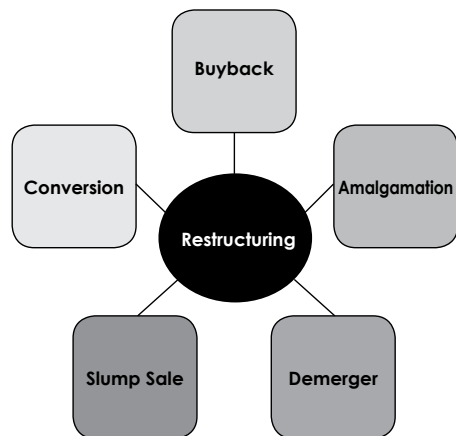 Buyback
Conversion
Amalgamation
Restructuring
Slump Sale
Demerger